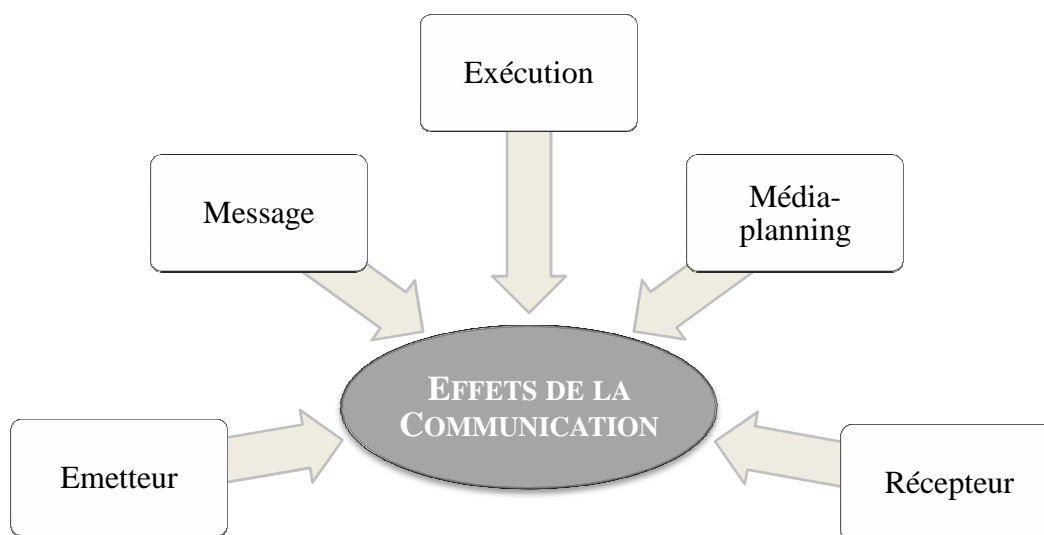 Exécution
Message
Média-
planning
EFFETS DE LA
COMMUNICATION
Emetteur
Récepteur